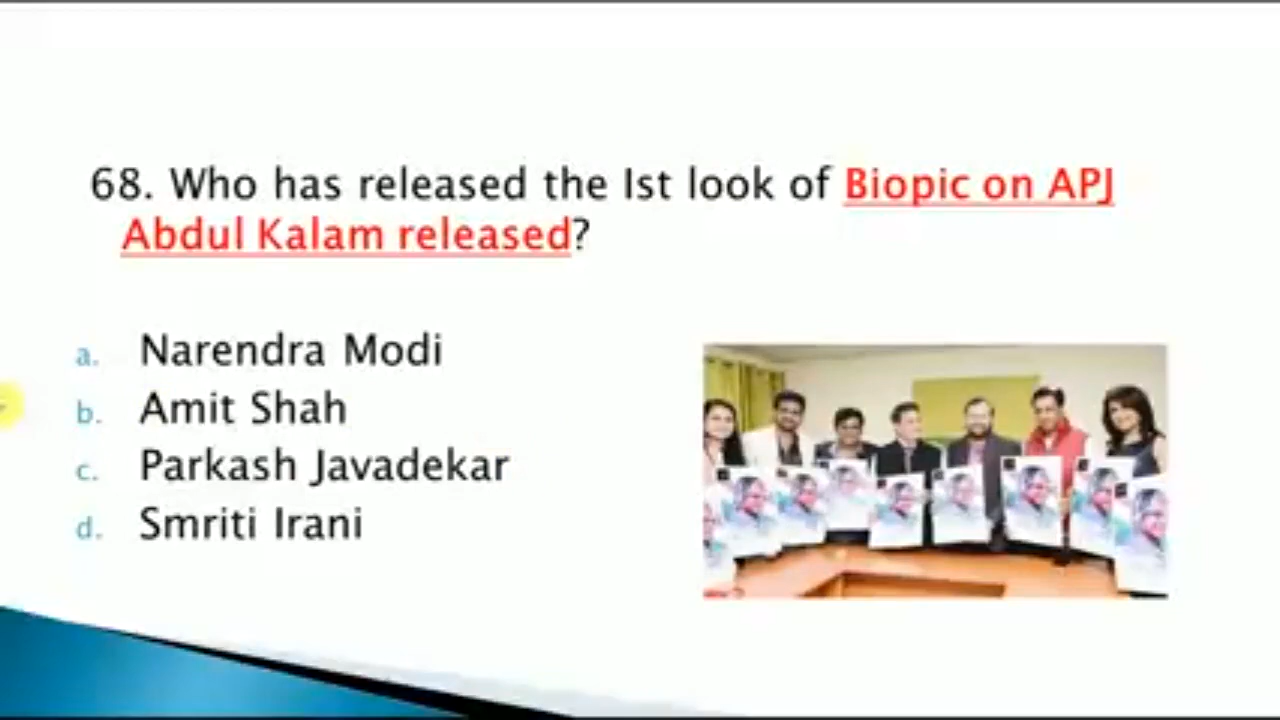 68. Who has released the Ist look of Biopic on APJ
Abdul Kalam released?
a. Narendra Modi
b. Amit Shah
c. Parkash Javadekar
d. Smriti Irani